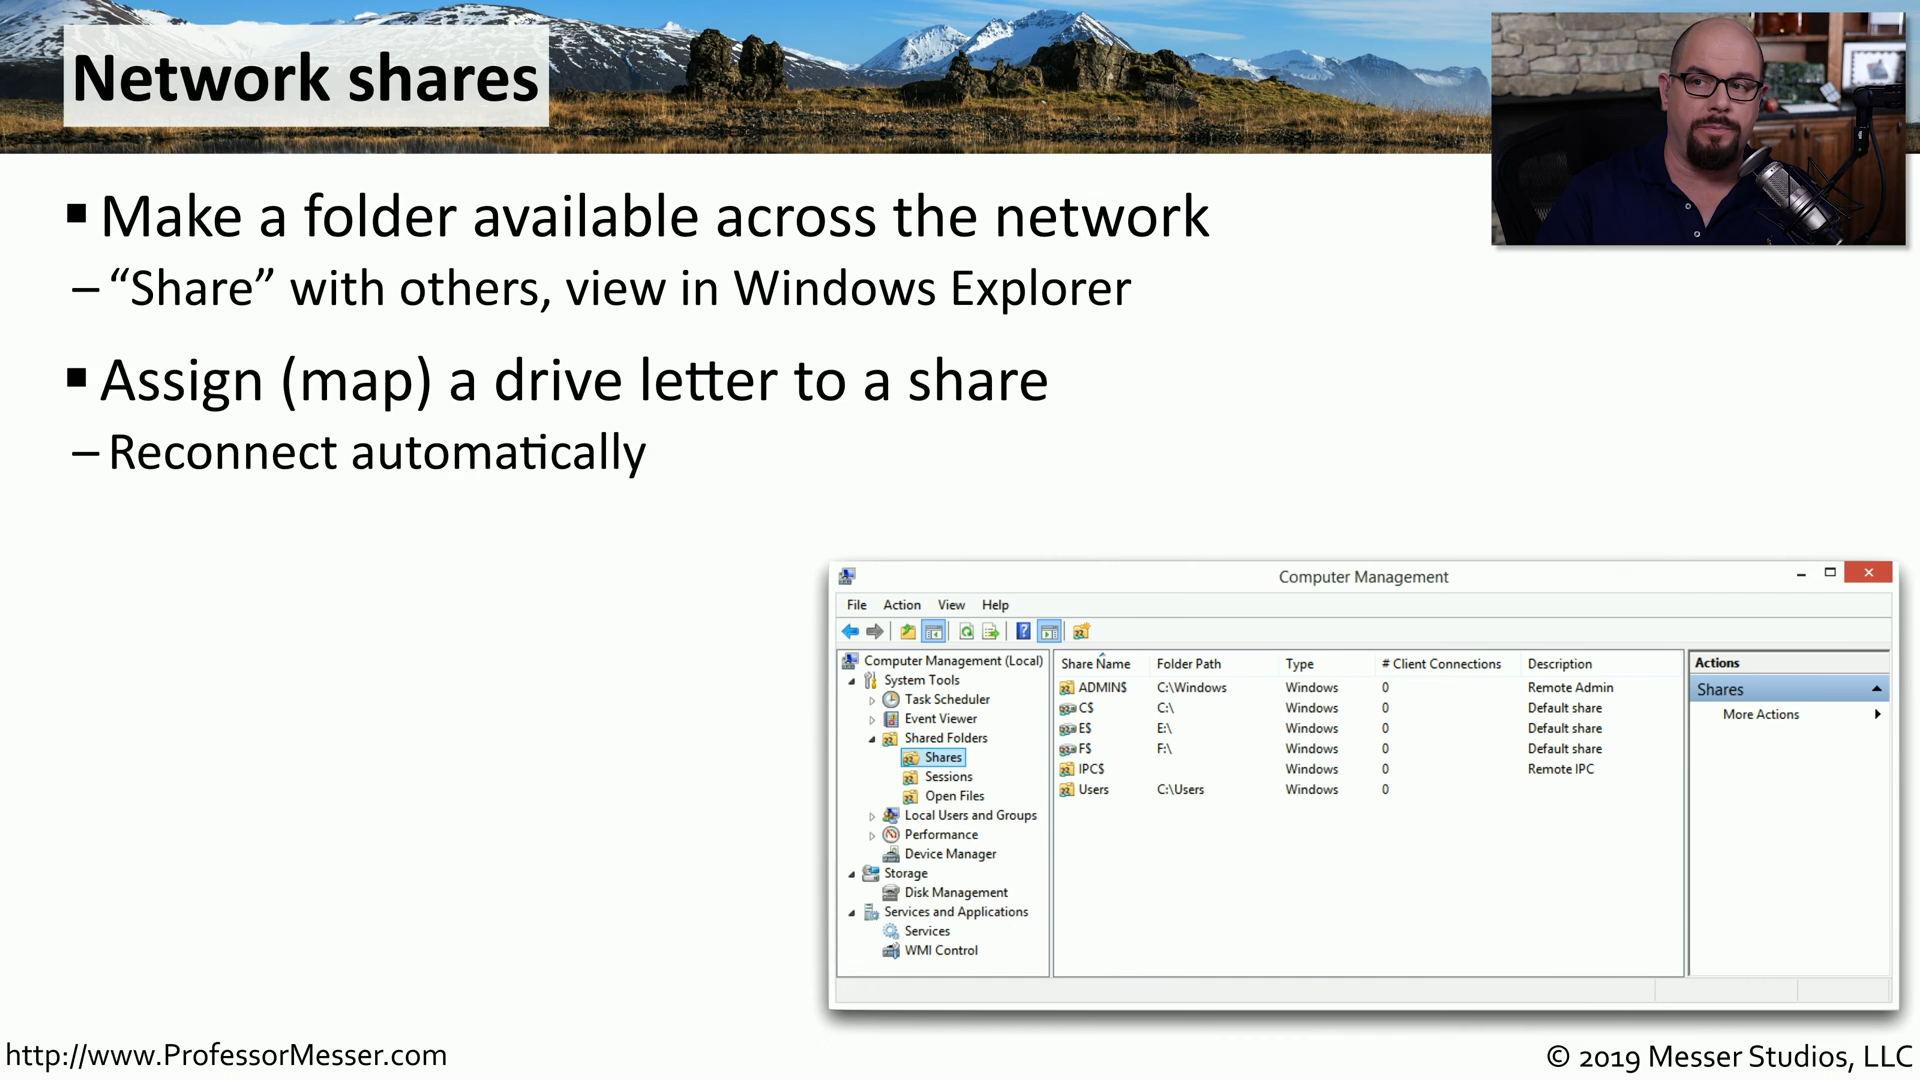 Network shares
▪ Make a folder available across the network
– “Share” with others, view in Windows Explorer
▪ Assign (map) a drive letter to a share
– Reconnect automatically
Computer Management
File Action View Help
Computer Management (Local)
System Tools
Task Scheduler
Event Viewer
Shared Folders
Shares
Sessions
Open Files
Local Users and Groups
Performance
Device Manager
Storage
Disk Management
Services and Applications
Services
WMI Control
Share Name Folder Path Type # Client Connections Description
ADMIN$ C:\Windows Windows 0 Remote Admin
C$ C:\ Windows 0 Default share
E$ E:\ Windows 0 Default share
F$ F:\ Windows 0 Default share
IPC$ Windows 0 Remote IPC
Users C:\Users Windows 0
Actions
Shares
More Actions
http://www.ProfessorMesser.com
© 2019 Messer Studios, LLC